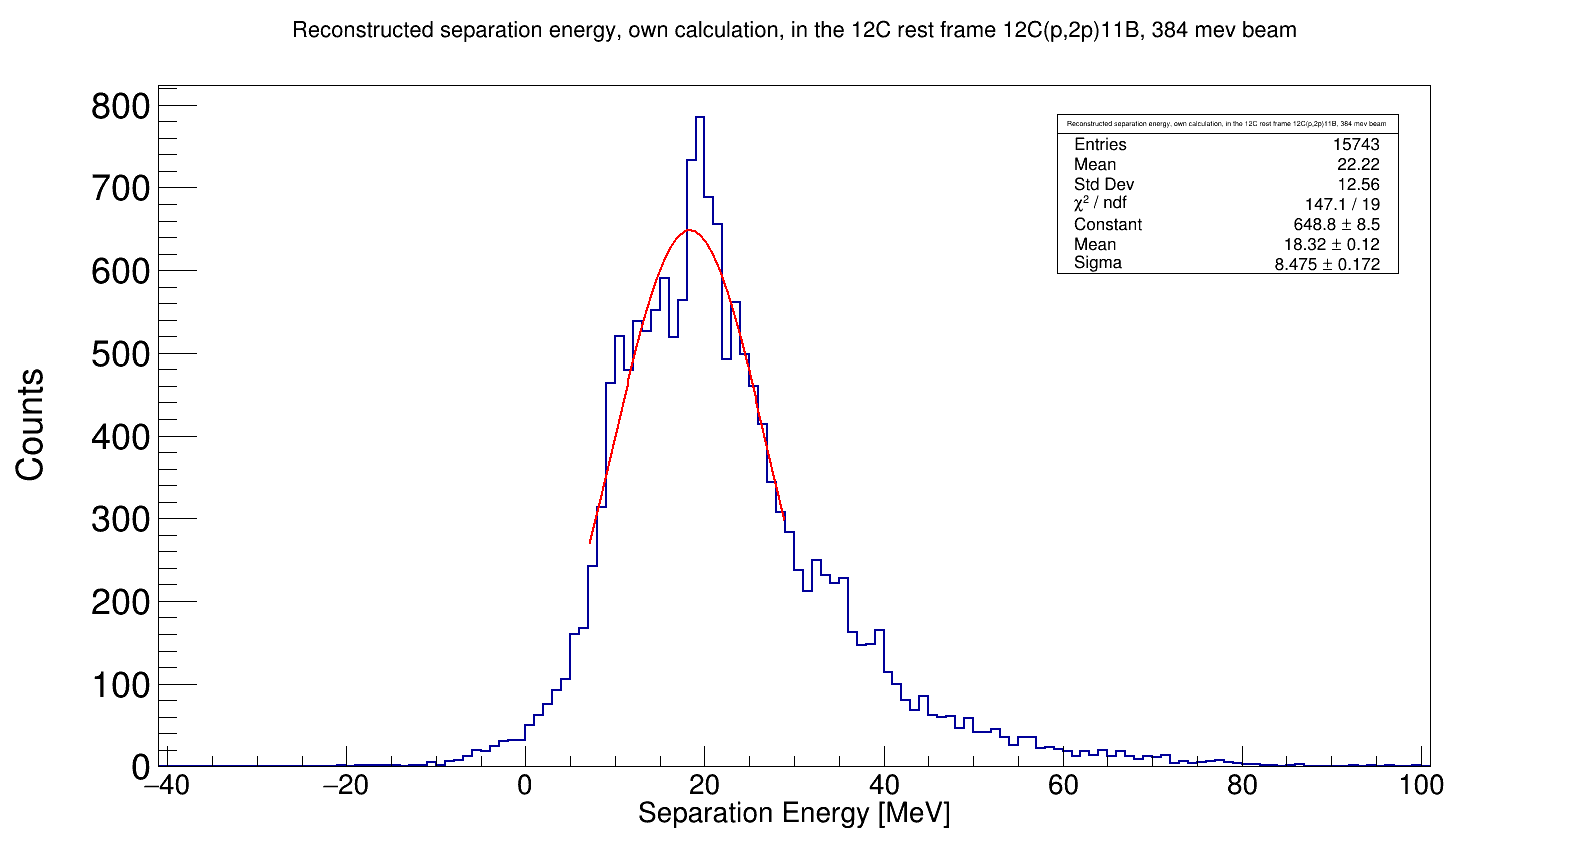 Reconstructed separation energy, own calculation, in the 12C rest frame 12C(p,2p)11B, 384 mev beam
800
700
600
500
400
300
200
100
0
Counts
−40
−20
0
20
40
60
80
100
Separation Energy [MeV]
Reconstructed separation energy, own calculation, in the 12C rest frame 12C(p,2p)11B, 384 mev beam
Entries 15743
Mean 22.22
Std Dev 12.56
χ² / ndf 147.1 / 19
Constant 648.8 ± 8.5
Mean 18.32 ± 0.12
Sigma 8.475 ± 0.172